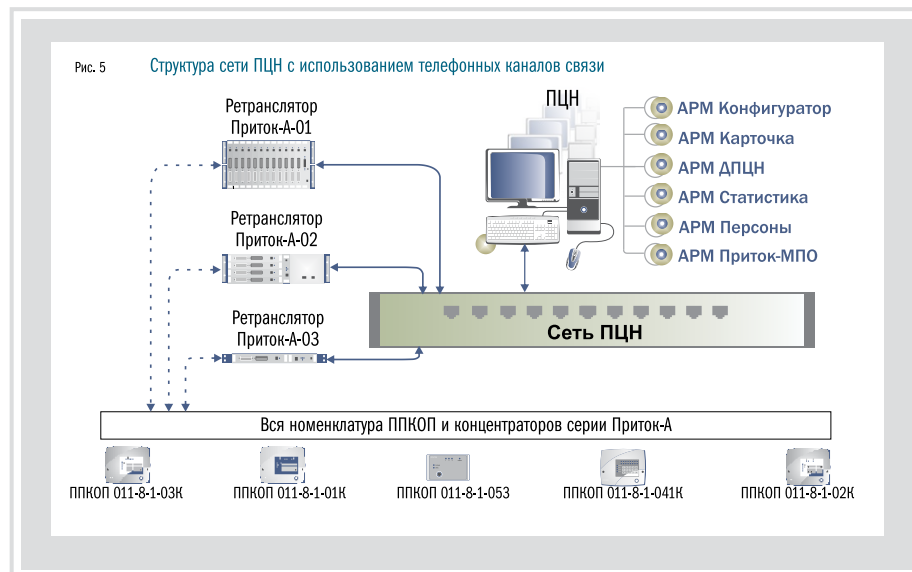 Рис. 5 Структура сети ПЦН с использованием телефонных каналов связи
Ретранслятор
Приток-А-01
Ретранслятор
Приток-А-02
Ретранслятор
Приток-А-03
ПЦН
АРМ Конфигуратор
АРМ Карточка
АРМ ДПЦН
АРМ Статистика
АРМ Персоны
АРМ Приток-МПО
Сеть ПЦН
Вся номенклатура ППКОП и концентраторов серии Приток-А
ППКОП 011-8-1-03К
ППКОП 011-8-1-01К
ППКОП 011-8-1-053
ППКОП 011-8-1-041К
ППКОП 011-8-1-02К